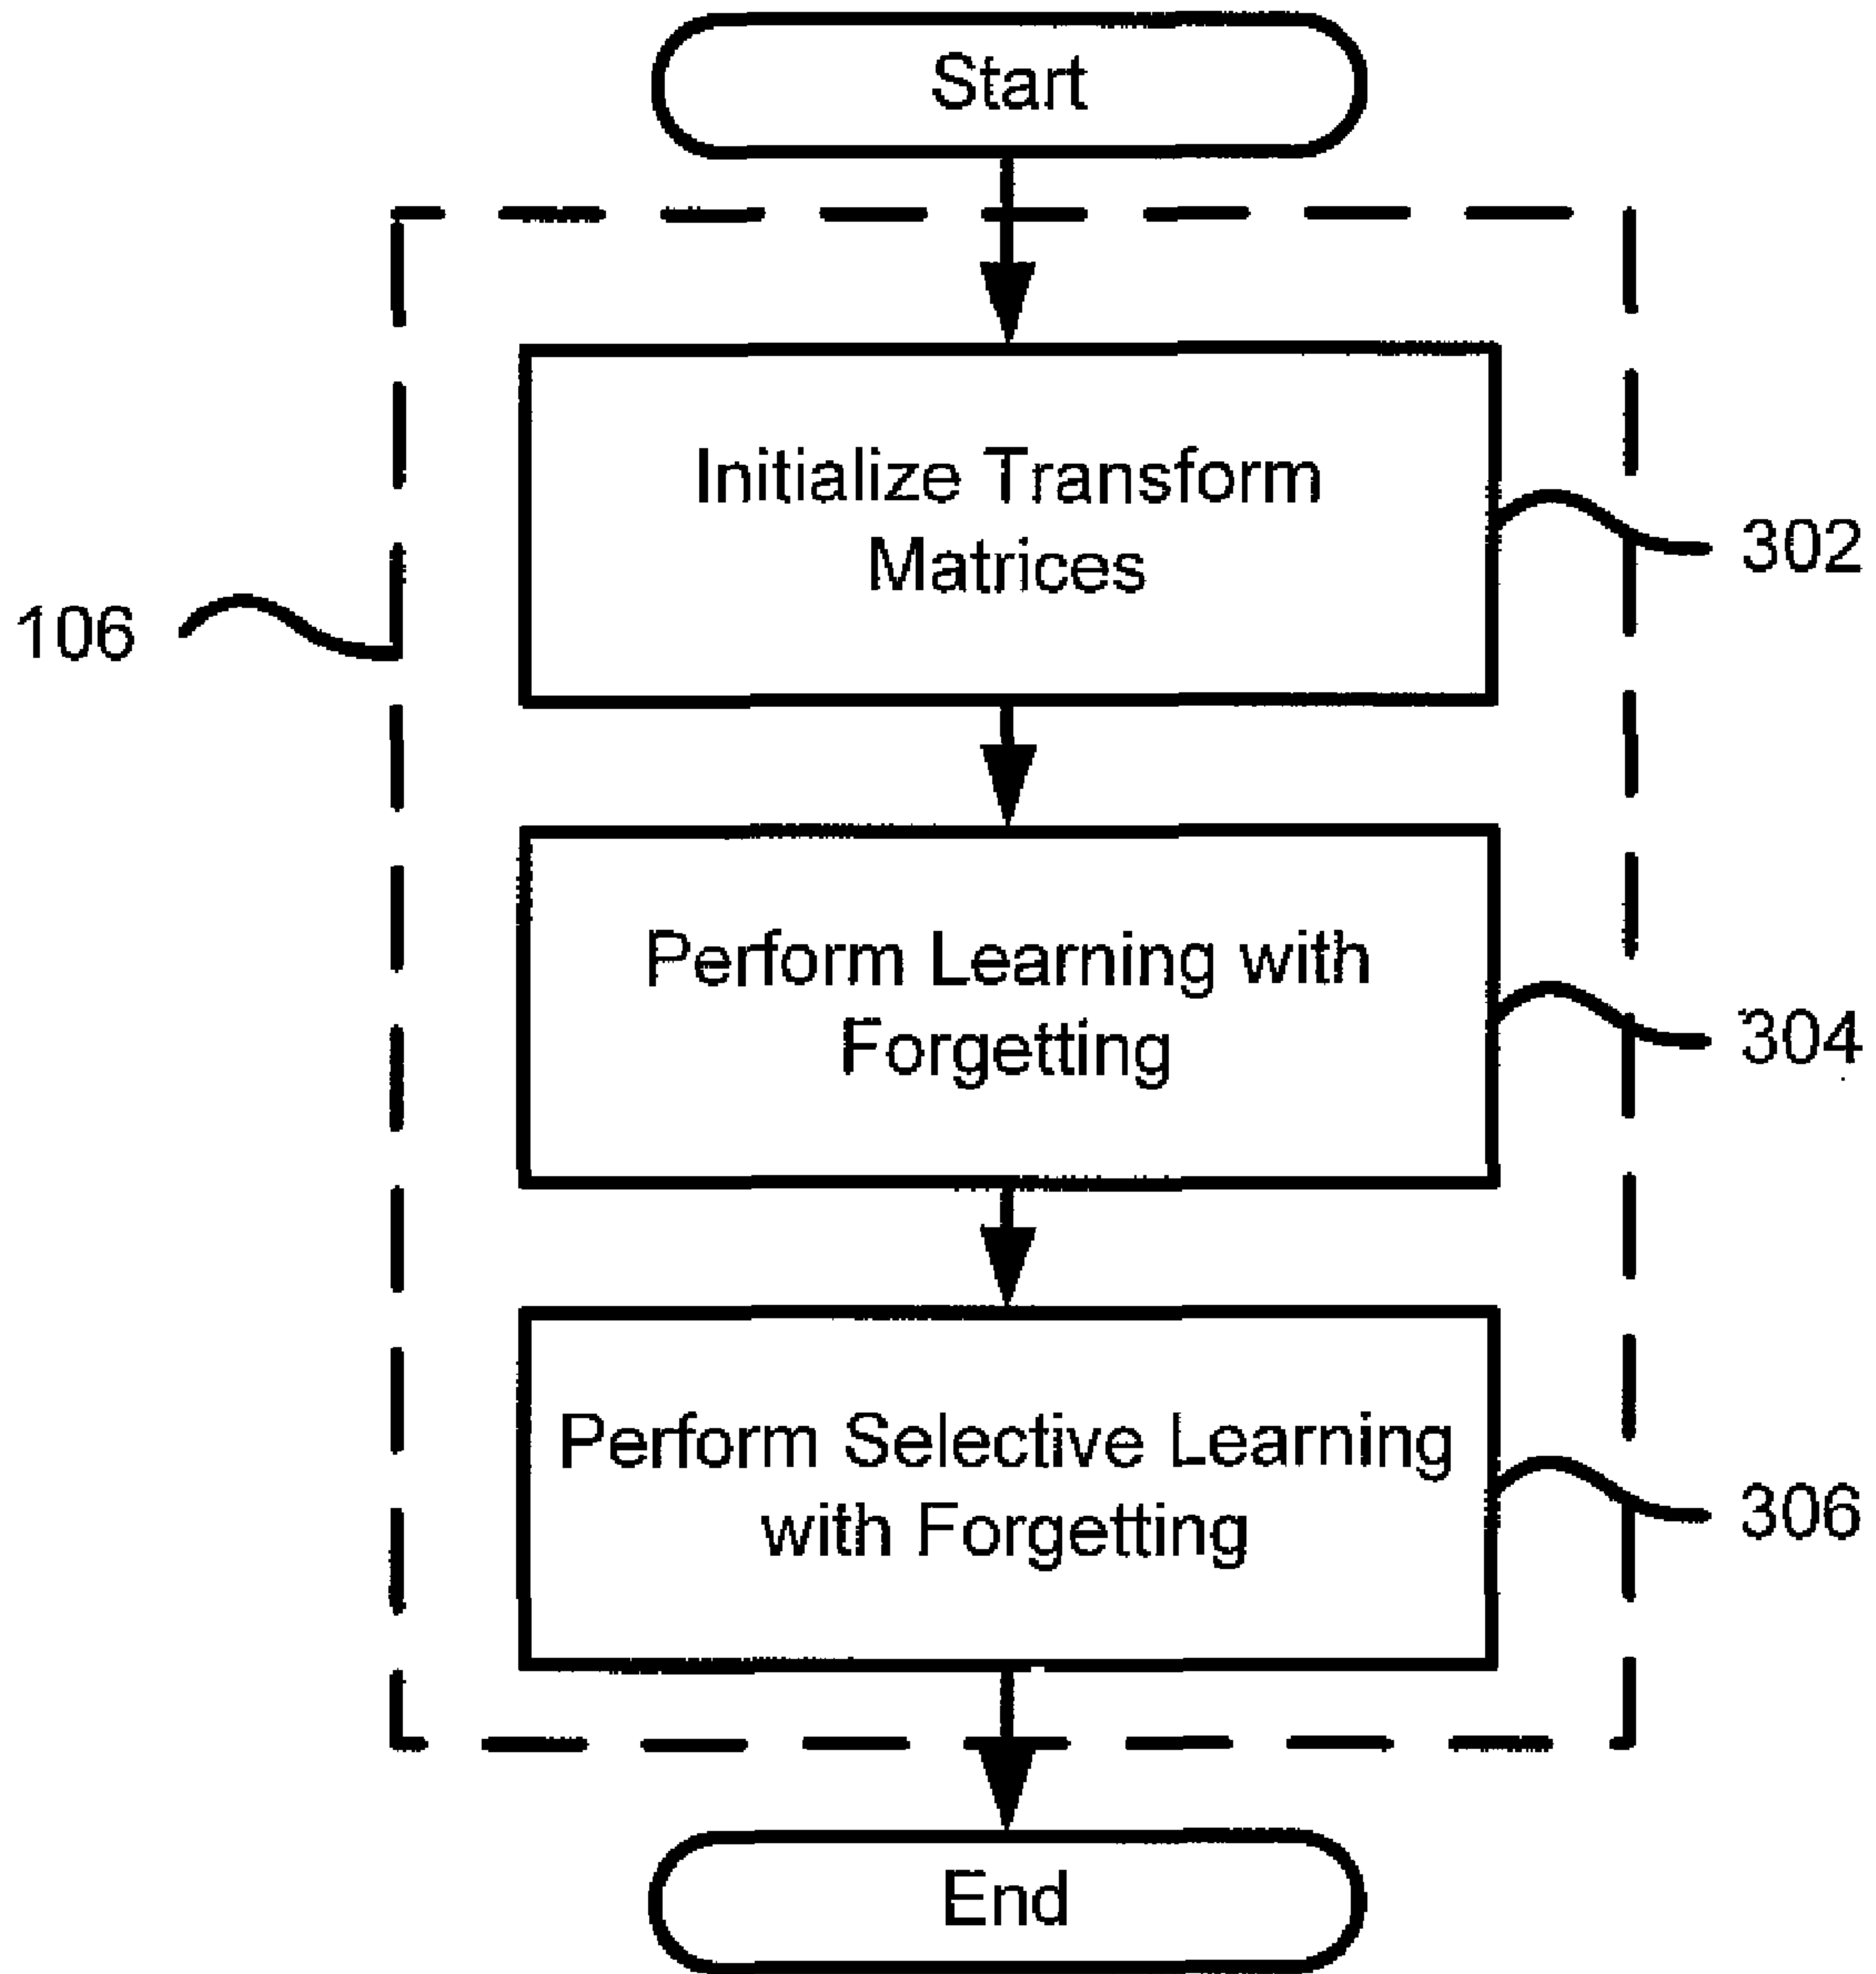 Start
Initialize Transform
Matrices
302
106
Perform Learning with
Forgetting
304
Perform Selective Learning
with Forgetting
306
End